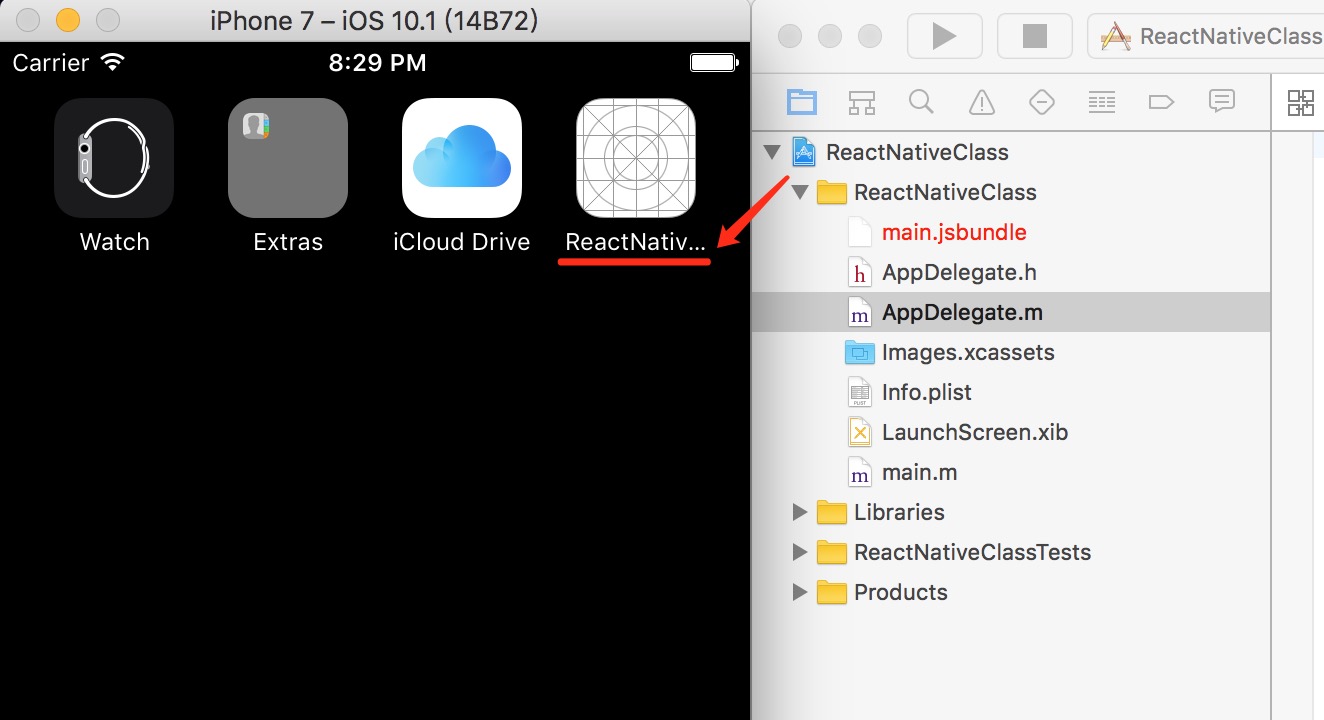 iPhone 7 – iOS 10.1 (14B72)
Carrier
8:29 PM
Watch
Extras
iCloud Drive
ReactNativ...
ReactNativeClass
ReactNativeClass
ReactNativeClass
main.jsbundle
h AppDelegate.h
m AppDelegate.m
Images.xcassets
PLIST Info.plist
LaunchScreen.xib
m main.m
Libraries
ReactNativeClassTests
Products